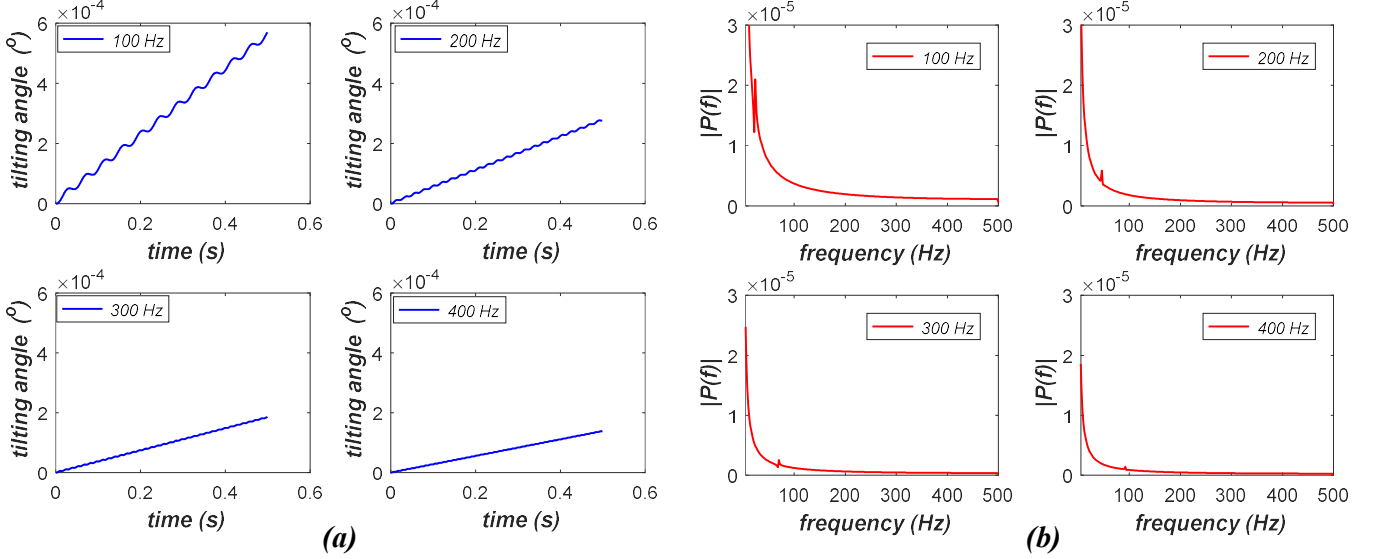 ×10⁻⁴
6
4
2
0
tilting angle (º)
100 Hz
0
0.2
0.4
0.6
time (s)
×10⁻⁴
6
4
2
0
tilting angle (º)
200 Hz
0
0.2
0.4
0.6
time (s)
×10⁻⁴
6
4
2
0
tilting angle (º)
300 Hz
0
0.2
0.4
0.6
time (s)
×10⁻⁴
6
4
2
0
tilting angle (º)
400 Hz
0
0.2
0.4
0.6
time (s)
(a)
×10⁻⁵
3
2
1
0
|P(f)|
100 Hz
100
200
300
400
500
frequency (Hz)
×10⁻⁵
3
2
1
0
|P(f)|
200 Hz
100
200
300
400
500
frequency (Hz)
×10⁻⁵
3
2
1
0
|P(f)|
300 Hz
100
200
300
400
500
frequency (Hz)
×10⁻⁵
3
2
1
0
|P(f)|
400 Hz
100
200
300
400
500
frequency (Hz)
(b)